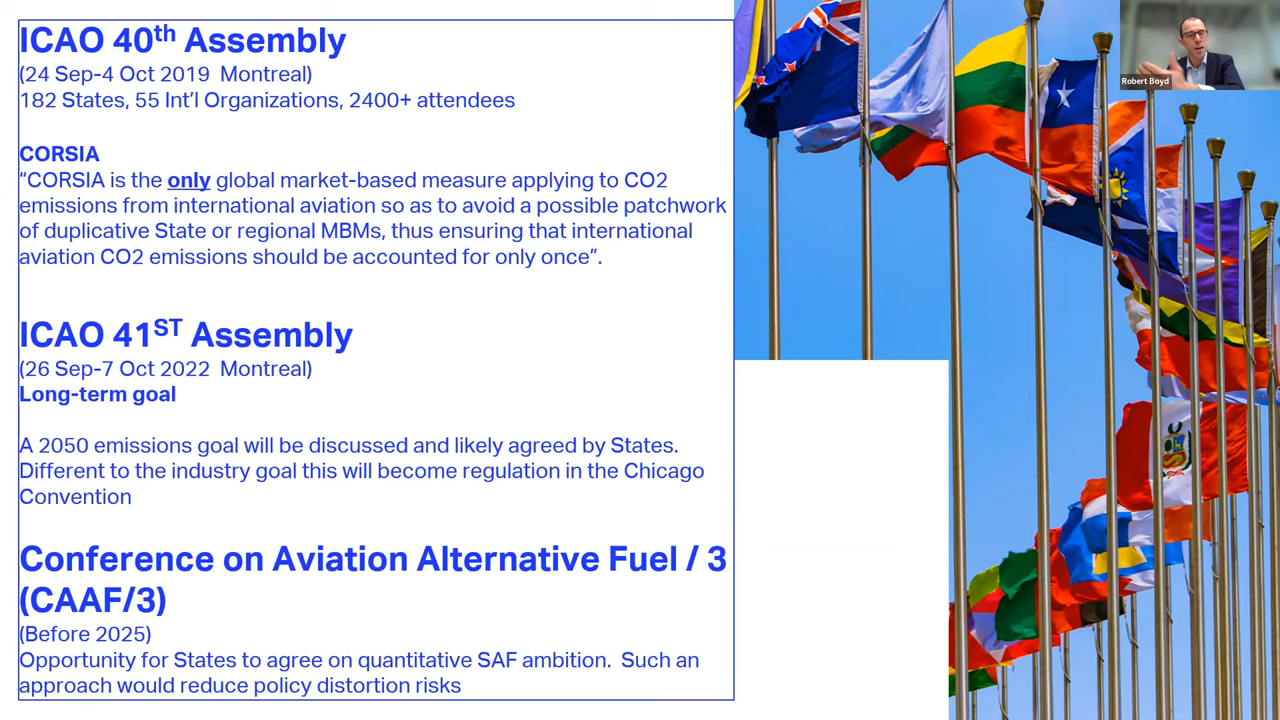 ICAO 40th Assembly
(24 Sep-4 Oct 2019 Montreal)
182 States, 55 Int’l Organizations, 2400+ attendees
CORSIA
“CORSIA is the only global market-based measure applying to CO2
emissions from international aviation so as to avoid a possible patchwork
of duplicative State or regional MBMs, thus ensuring that international
aviation CO2 emissions should be accounted for only once”.
ICAO 41ST Assembly
(26 Sep-7 Oct 2022 Montreal)
Long-term goal
A 2050 emissions goal will be discussed and likely agreed by States.
Different to the industry goal this will become regulation in the Chicago
Convention
Conference on Aviation Alternative Fuel / 3
(CAAF/3)
(Before 2025)
Opportunity for States to agree on quantitative SAF ambition. Such an
approach would reduce policy distortion risks
Robert Boyd